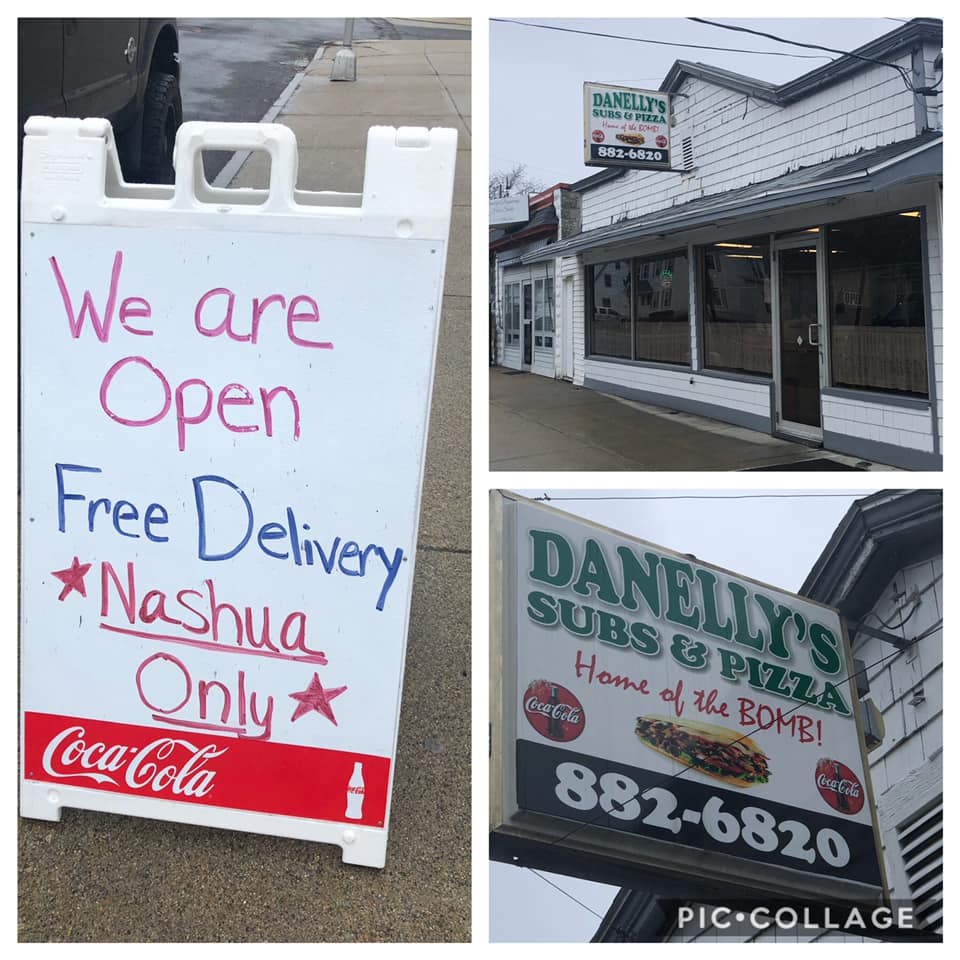 We are
Open
Free Delivery
Nashua
Only
Coca-Cola
DANELLY'S
SUBS & PIZZA
Home of the BOMB!
882-6820
OPEN
DANELLY'S
SUBS & PIZZA
Home of the BOMB!
Coca-Cola
Coca-Cola
882-6820
PIC•COLLAGE